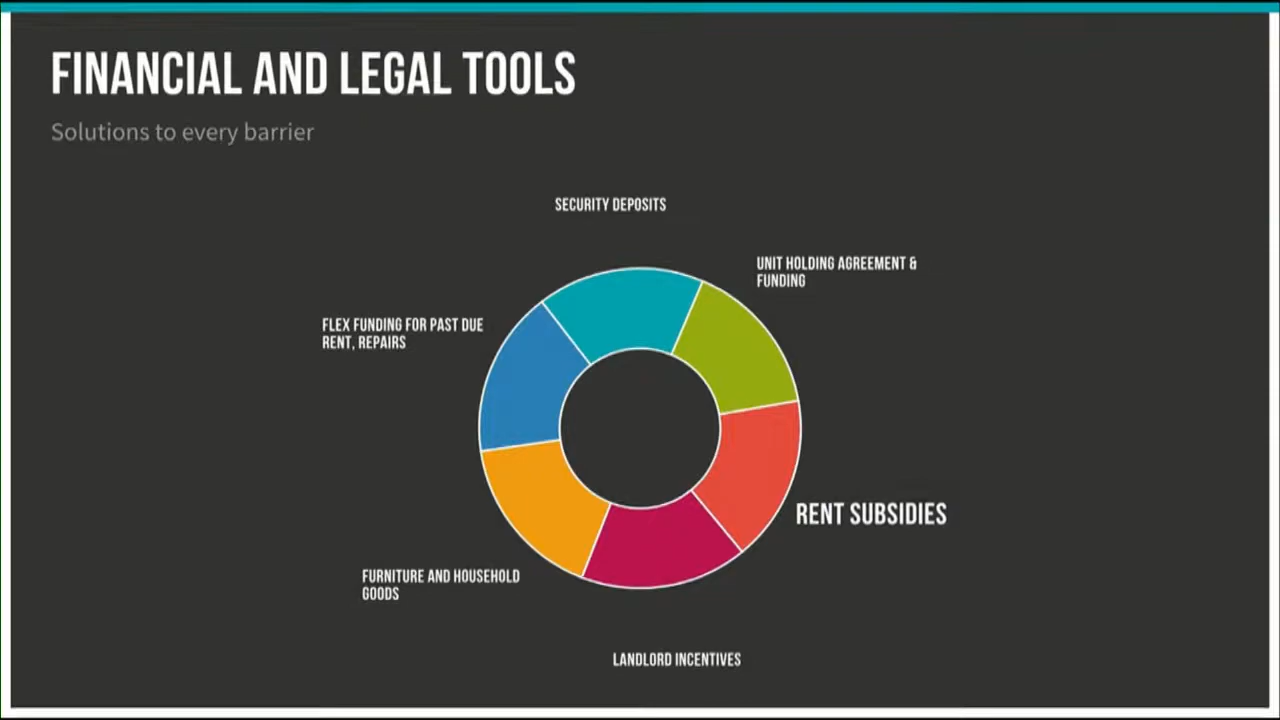 FINANCIAL AND LEGAL TOOLS
Solutions to every barrier
SECURITY DEPOSITS
UNIT HOLDING AGREEMENT &
FUNDING
FLEX FUNDING FOR PAST DUE
RENT, REPAIRS
RENT SUBSIDIES
FURNITURE AND HOUSEHOLD
GOODS
LANDLORD INCENTIVES